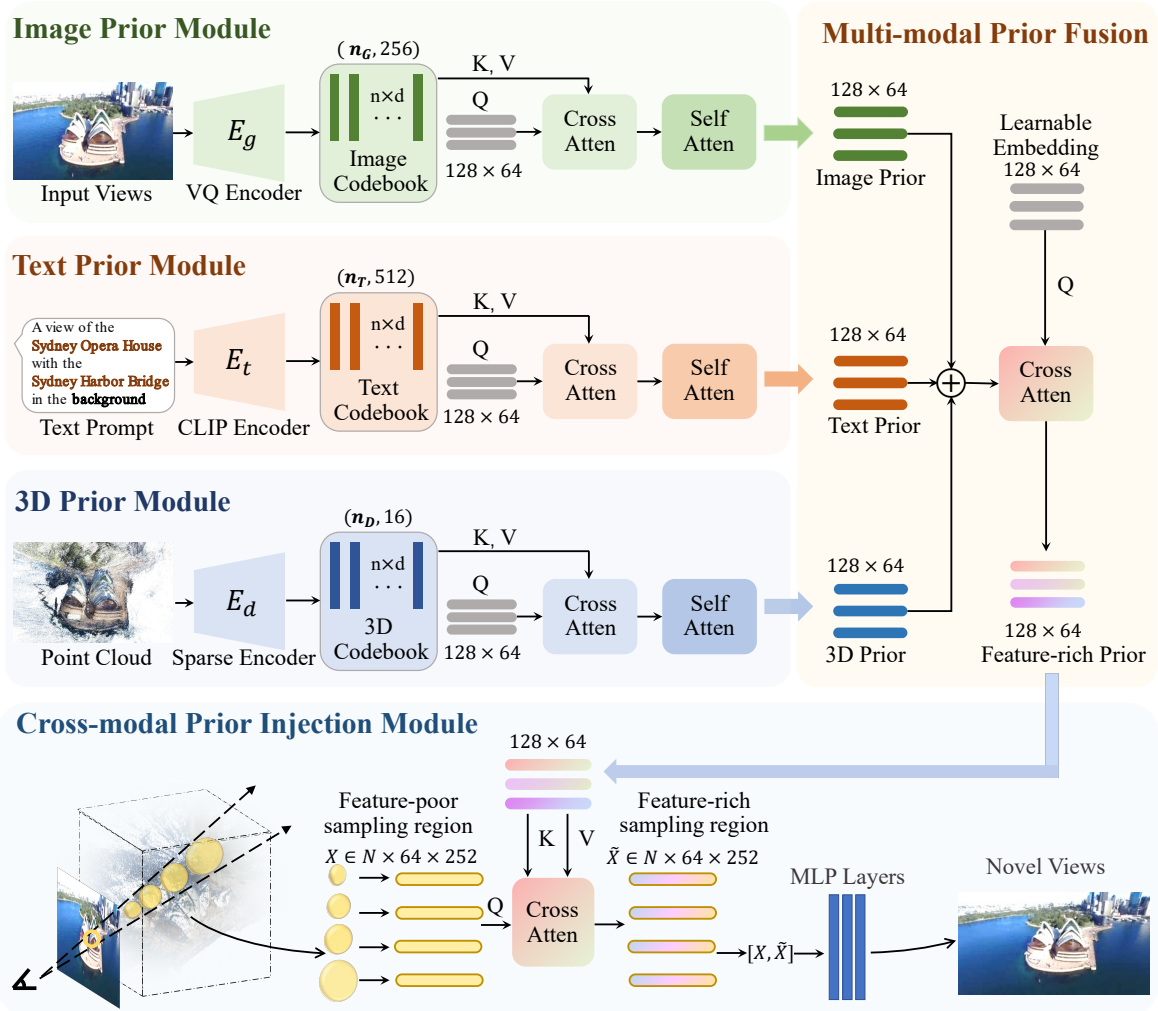 Image Prior Module
Input Views
E_g
VQ Encoder
(n_G, 256)
n×d
· · ·
Image
Codebook
K, V
Q
128 × 64
Cross
Atten
Self
Atten
Text Prior Module
A view of the
Sydney Opera House
with the
Sydney Harbor Bridge
in the background
Text Prompt
E_t
CLIP Encoder
(n_T, 512)
n×d
· · ·
Text
Codebook
K, V
Q
128 × 64
Cross
Atten
Self
Atten
3D Prior Module
Point Cloud
E_d
Sparse Encoder
(n_D, 16)
n×d
· · ·
3D
Codebook
K, V
Q
128 × 64
Cross
Atten
Self
Atten
Multi-modal Prior Fusion
128 × 64
Image Prior
Learnable
Embedding
128 × 64
Q
128 × 64
Text Prior
+
Cross
Atten
128 × 64
3D Prior
128 × 64
Feature-rich Prior
Cross-modal Prior Injection Module
Feature-poor
sampling region
X ∈ N × 64 × 252
Q
128 × 64
K
V
Cross
Atten
Feature-rich
sampling region
X̃ ∈ N × 64 × 252
[X, X̃]
MLP Layers
Novel Views